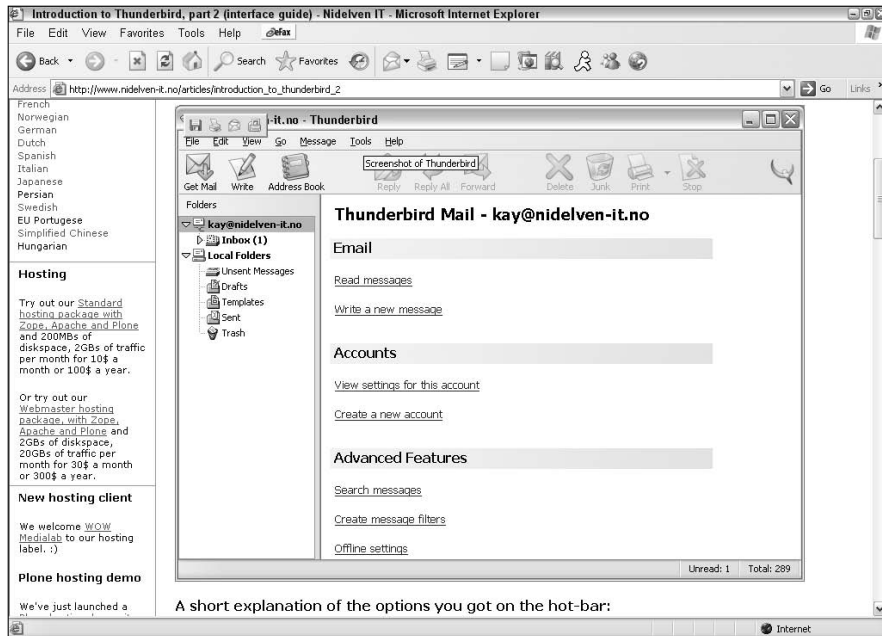 Introduction to Thunderbird, part 2 (interface guide) - Nidelven IT - Microsoft Internet Explorer
File Edit View Favorites Tools Help eFax
Back Search Favorites
Address http://www.nidelven-it.no/articles/introduction_to_thunderbird_2 Go Links
French
Norwegian
German
Dutch
Spanish
Italian
Japanese
Persian
Swedish
EU Portugese
Simplified Chinese
Hungarian
Hosting
Try out our Standard
hosting package with
Zope, Apache and Plone
and 200MBs of
diskspace, 2GBs of traffic
per month for 10$ a
month or 100$ a year.
Or try out our
Webmaster hosting
package, with Zope,
Apache and Plone and
2GBs of diskspace,
20GBs of traffic per
month for 30$ a month
or 300$ a year.
New hosting client
We welcome WOW
Medialab to our hosting
label. :)
Plone hosting demo
We've just launched a
-it.no - Thunderbird
File Edit View Go Message Tools Help
Screenshot of Thunderbird
Get Mail Write Address Book Reply Reply All Forward Delete Junk Print Stop
Folders
kay@nidelven-it.no
Inbox (1)
Local Folders
Unsent Messages
Drafts
Templates
Sent
Trash
Thunderbird Mail - kay@nidelven-it.no
Email
Read messages
Write a new message
Accounts
View settings for this account
Create a new account
Advanced Features
Search messages
Create message filters
Offline settings
Unread: 1 Total: 289
A short explanation of the options you got on the hot-bar:
Internet